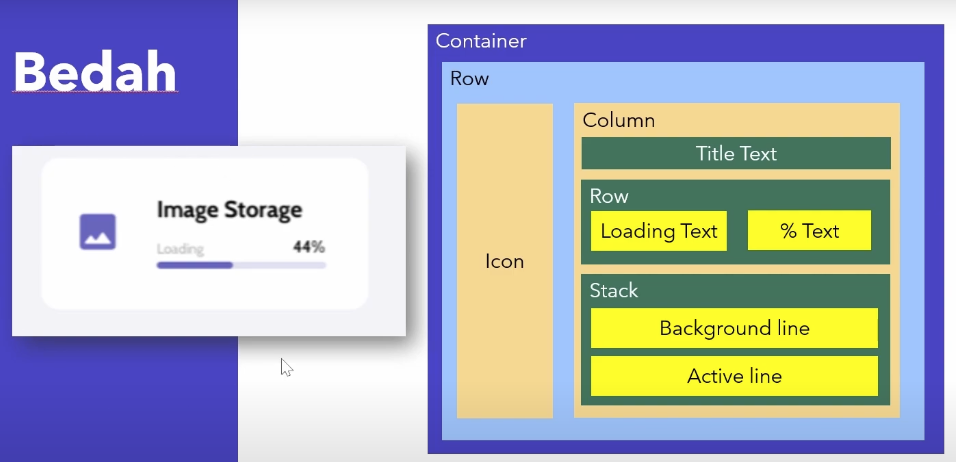 Bedah
Image Storage
Loading
44%
Container
Row
Icon
Column
Title Text
Row
Loading Text
% Text
Stack
Background line
Active line